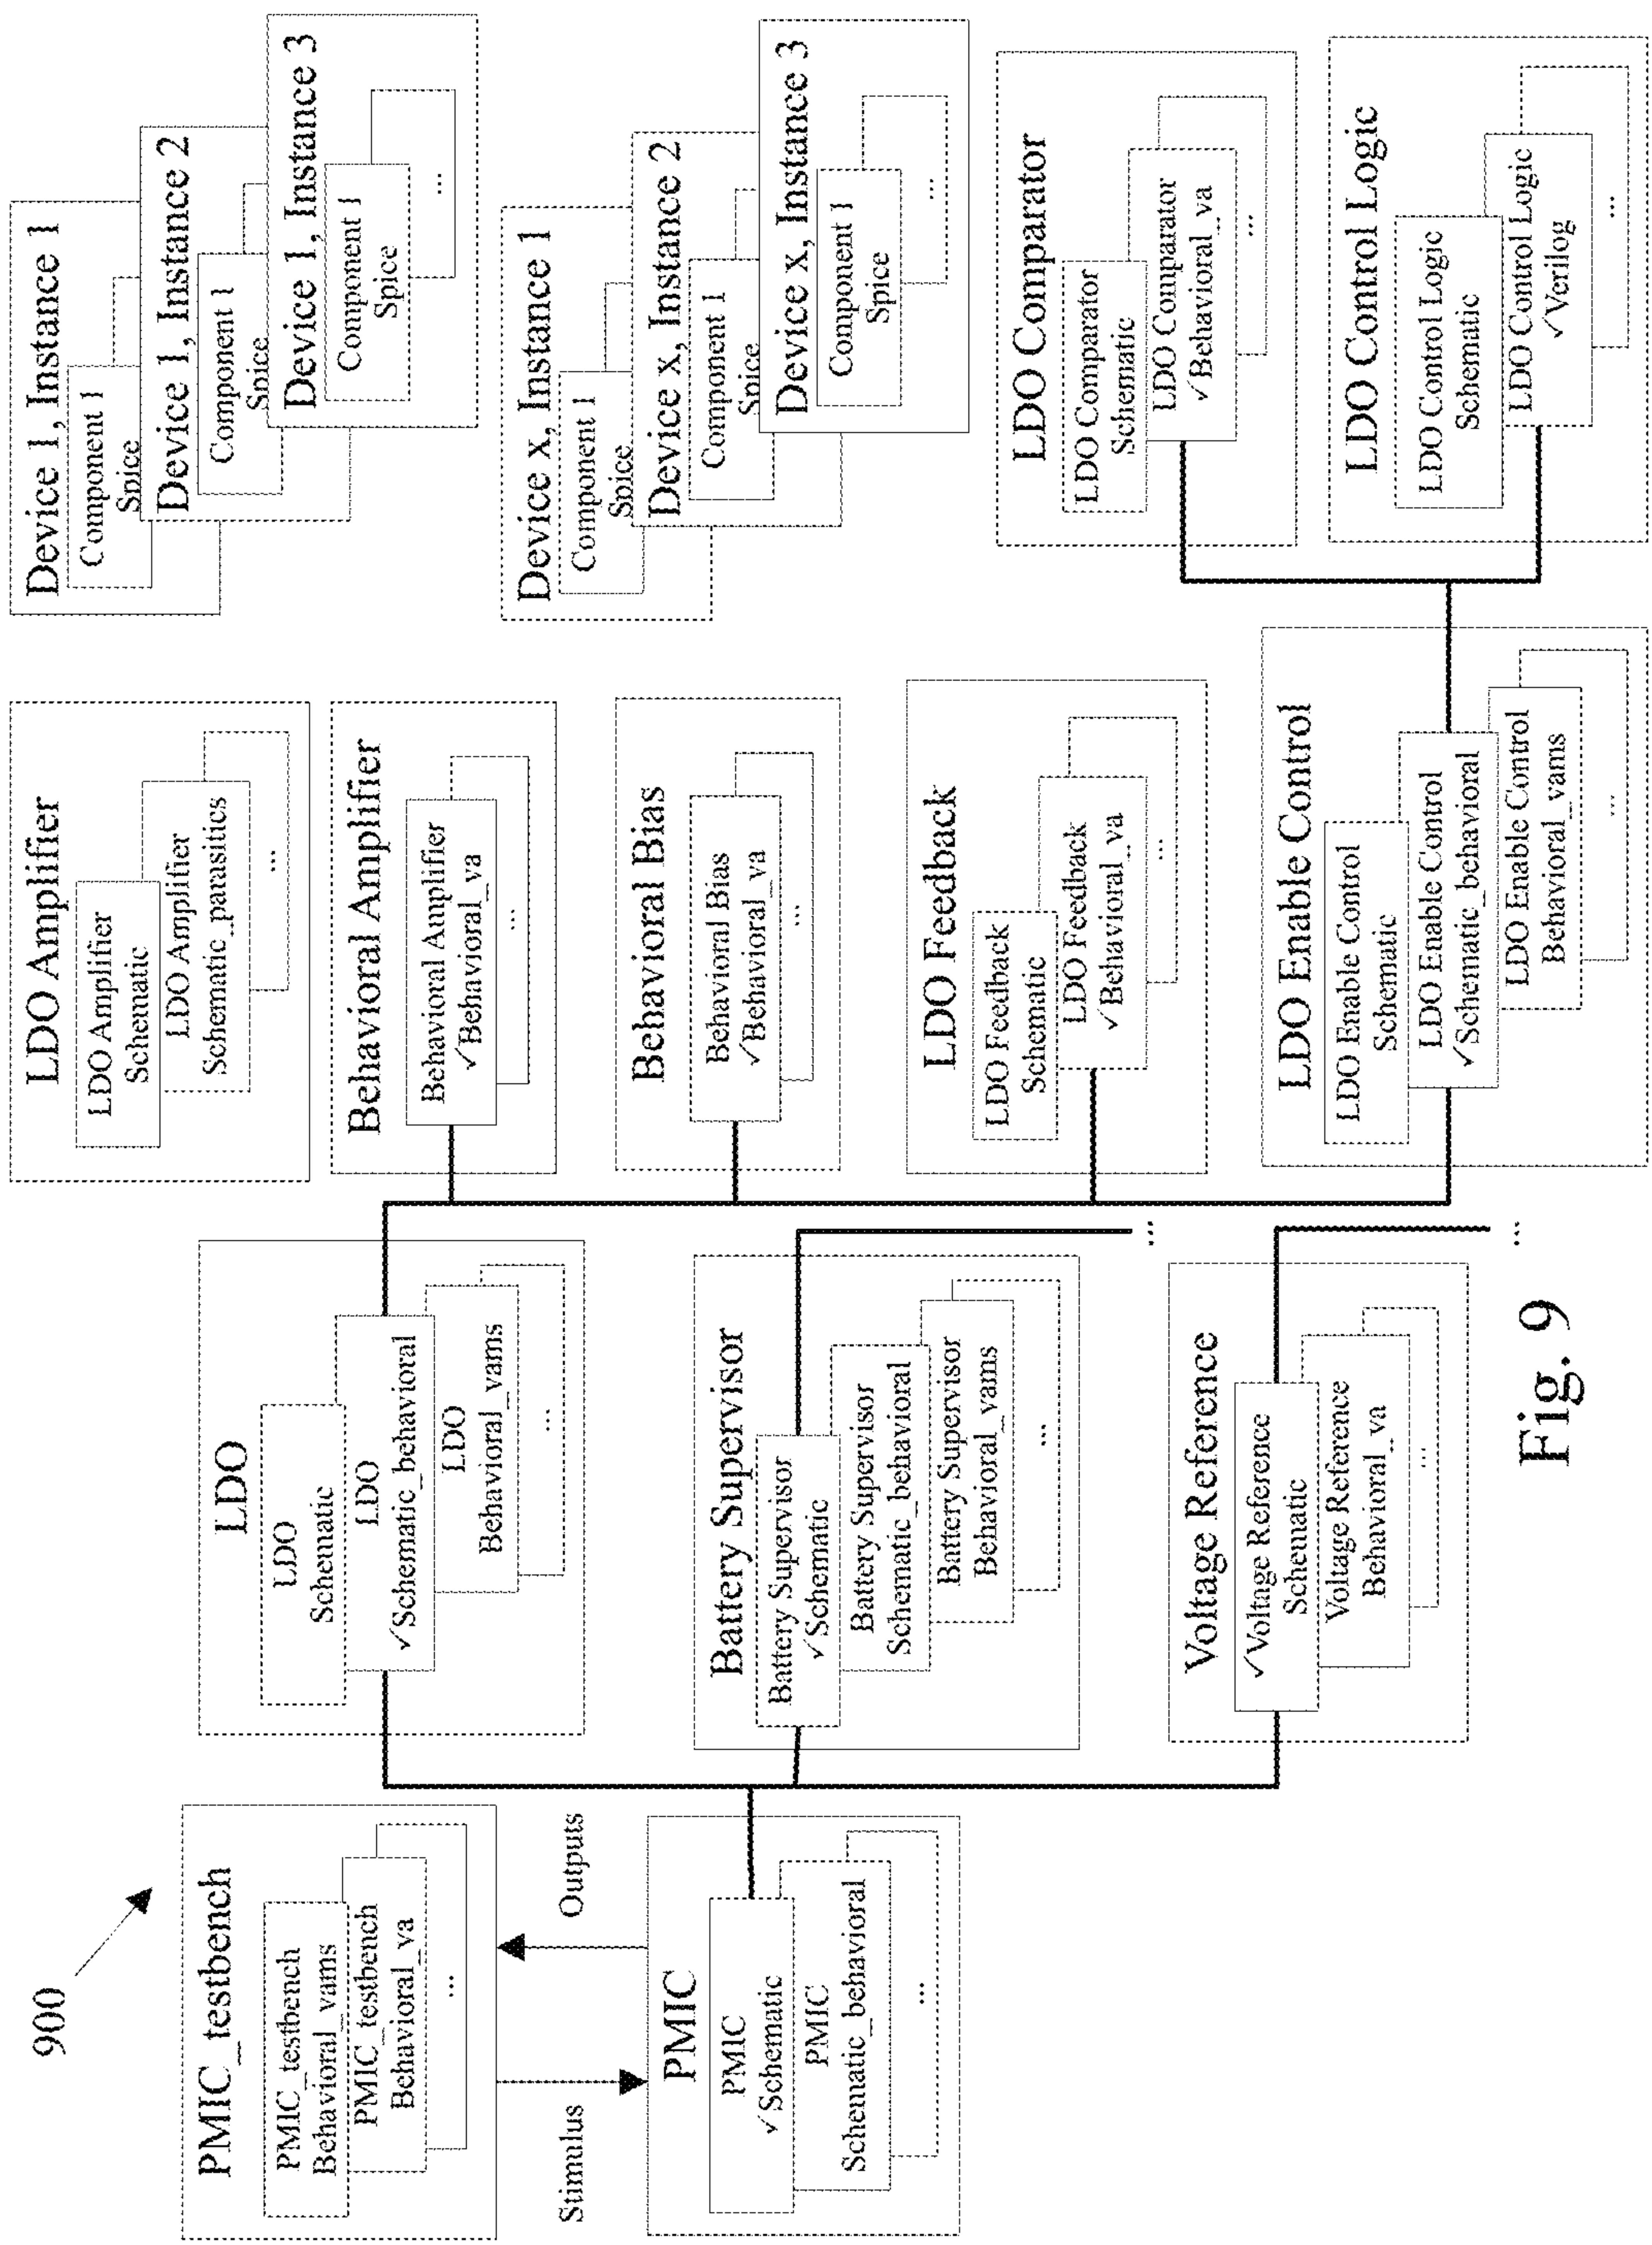 900
PMIC_testbench
PMIC_testbench
Behavioral_vams
PMIC_testbench
Behavioral_va
...
Stimulus
Outputs
PMIC
PMIC
✓Schematic
PMIC
Schematic_behavioral
...
LDO
LDO
Schematic
LDO
✓Schematic_behavioral
LDO
Behavioral_vams
...
Battery Supervisor
Battery Supervisor
✓Schematic
Battery Supervisor
Schematic_behavioral
Battery Supervisor
Behavioral_vams
...
...
Voltage Reference
✓Voltage Reference
Schematic
Voltage Reference
Behavioral_va
...
...
LDO Amplifier
LDO Amplifier
Schematic
LDO Amplifier
Schematic_parasitics
...
Behavioral Amplifier
Behavioral Amplifier
✓Behavioral_va
...
Behavioral Bias
Behavioral Bias
✓Behavioral_va
...
LDO Feedback
LDO Feedback
Schematic
LDO Feedback
✓Behavioral_va
...
LDO Enable Control
LDO Enable Control
Schematic
LDO Enable Control
✓Schematic_behavioral
LDO Enable Control
Behavioral_vams
...
Device 1, Instance 1
Component 1
Spice
Device 1, Instance 2
Component 1
Spice
Device 1, Instance 3
Component 1
Spice
...
Device x, Instance 1
Component 1
Spice
Device x, Instance 2
Component 1
Spice
Device x, Instance 3
Component 1
Spice
...
LDO Comparator
LDO Comparator
Schematic
LDO Comparator
✓Behavioral_va
...
LDO Control Logic
LDO Control Logic
Schematic
LDO Control Logic
✓Verilog
...
Fig. 9